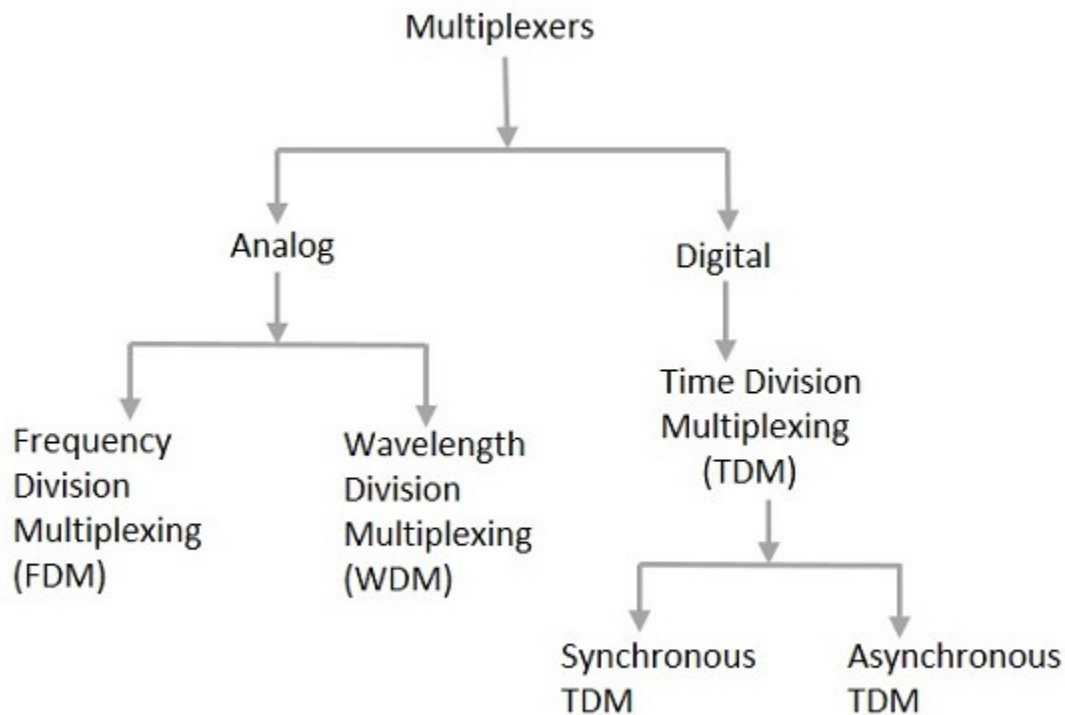 Multiplexers
Analog
Digital
Frequency
Division
Multiplexing
(FDM)
Wavelength
Division
Multiplexing
(WDM)
Time Division
Multiplexing
(TDM)
Synchronous
TDM
Asynchronous
TDM